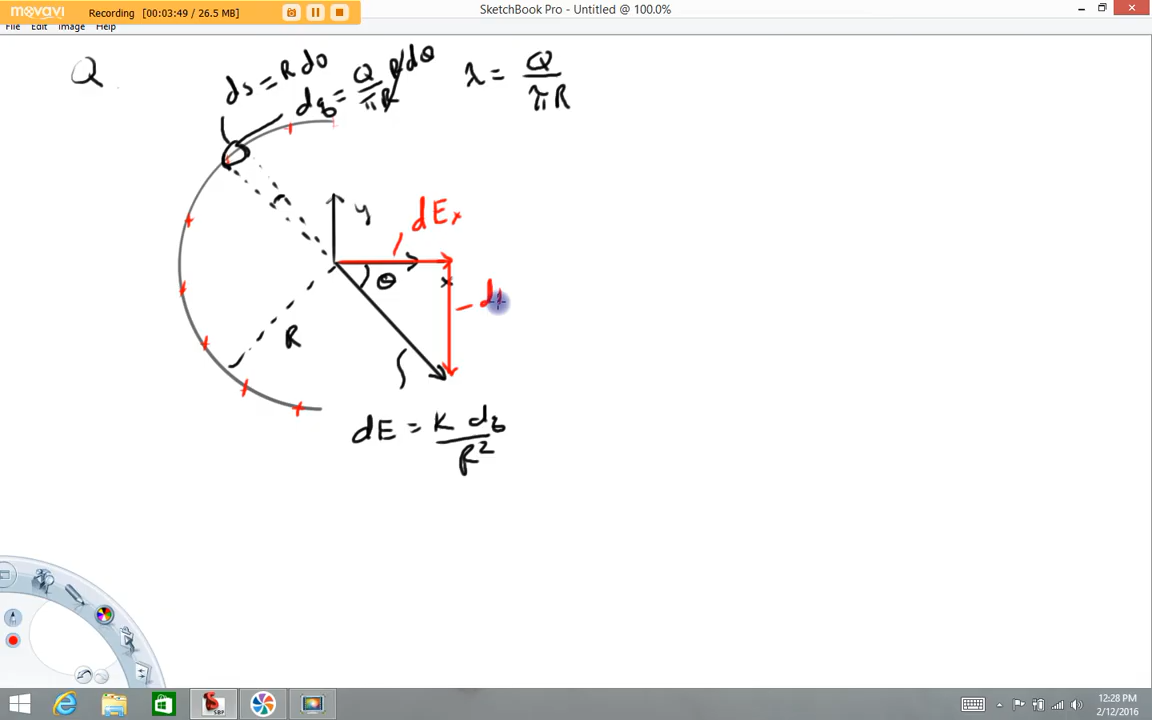 movavi
Recording [ 00:03:49 / 26.5 MB ]
SketchBook Pro - Untitled @ 100.0%
File Edit Image Help
Q
ds = R dθ
dq = Q/πR R dθ
λ = Q/πR
y
dEx
θ
x
R
dE = K dq/R²
SBP
12:28 PM
2/12/2016